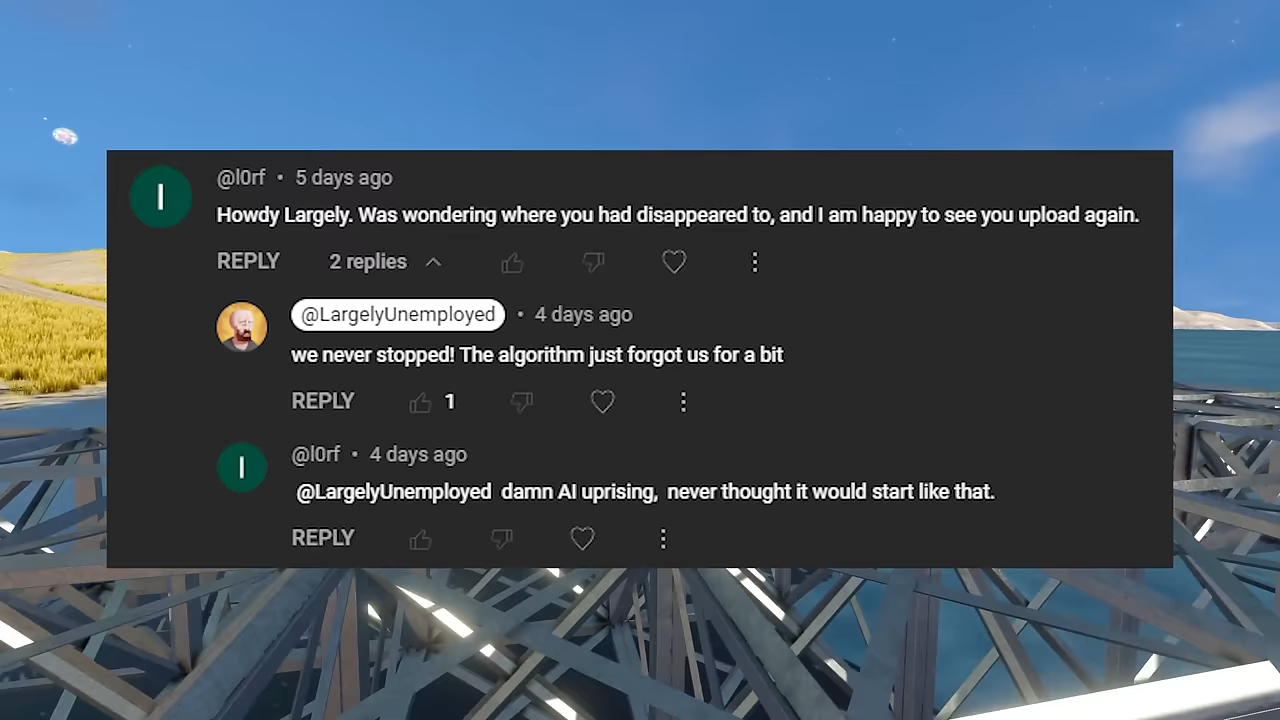 I
@l0rf • 5 days ago
Howdy Largely. Was wondering where you had disappeared to, and I am happy to see you upload again.
REPLY 2 replies
@LargelyUnemployed • 4 days ago
we never stopped! The algorithm just forgot us for a bit
REPLY 1
I
@l0rf • 4 days ago
@LargelyUnemployed damn AI uprising, never thought it would start like that.
REPLY